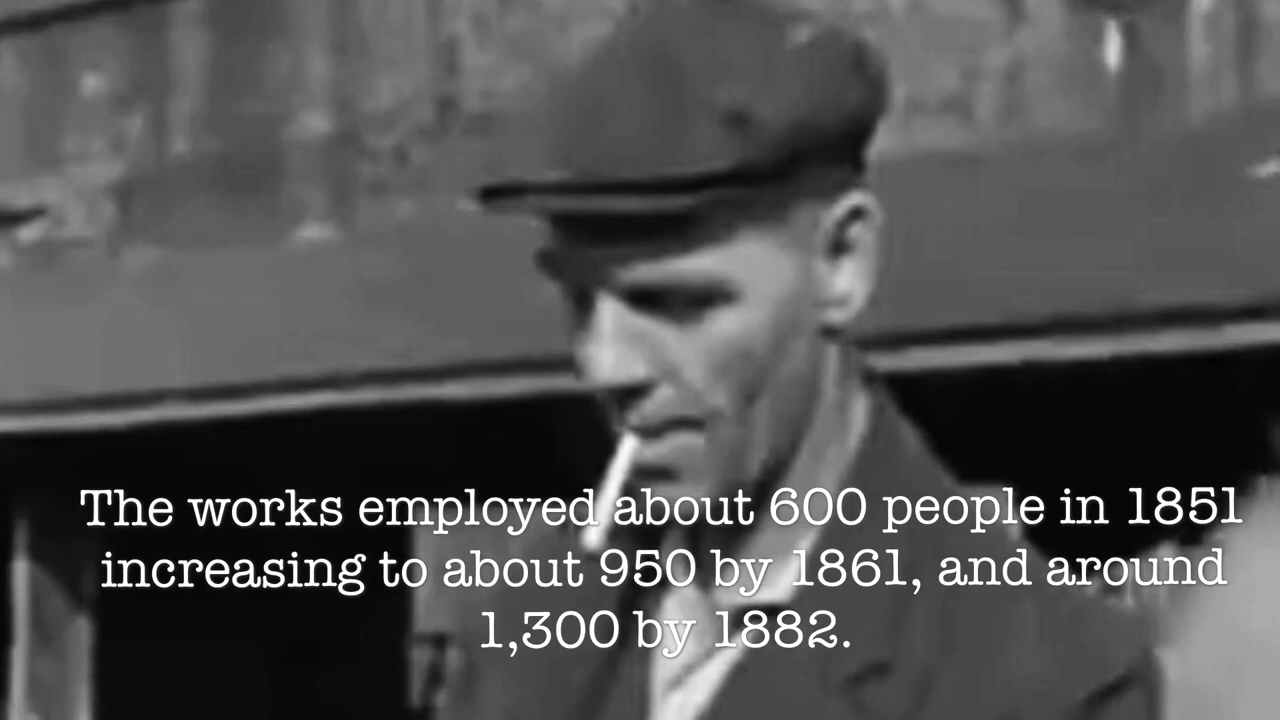 The works employed about 600 people in 1851
increasing to about 950 by 1861, and around
1,300 by 1882.